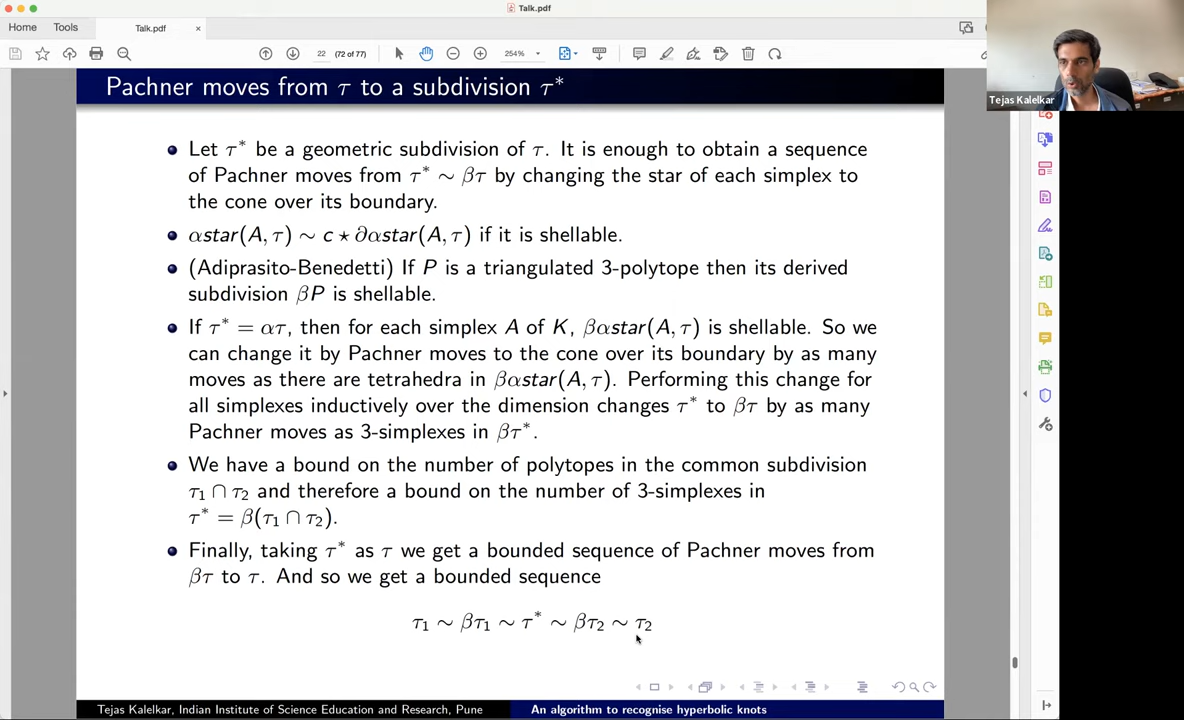 Talk.pdf
Home Tools Talk.pdf ×
22 (72 of 77) 254%
Tejas Kalelkar
Pachner moves from τ to a subdivision τ*
• Let τ* be a geometric subdivision of τ. It is enough to obtain a sequence
of Pachner moves from τ* ∼ βτ by changing the star of each simplex to
the cone over its boundary.
• αstar(A, τ) ∼ c ⋆ ∂αstar(A, τ) if it is shellable.
• (Adiprasito-Benedetti) If P is a triangulated 3-polytope then its derived
subdivision βP is shellable.
• If τ* = ατ, then for each simplex A of K, βαstar(A, τ) is shellable. So we
can change it by Pachner moves to the cone over its boundary by as many
moves as there are tetrahedra in βαstar(A, τ). Performing this change for
all simplexes inductively over the dimension changes τ* to βτ by as many
Pachner moves as 3-simplexes in βτ*.
• We have a bound on the number of polytopes in the common subdivision
τ₁ ∩ τ₂ and therefore a bound on the number of 3-simplexes in
τ* = β(τ₁ ∩ τ₂).
• Finally, taking τ* as τ we get a bounded sequence of Pachner moves from
βτ to τ. And so we get a bounded sequence
τ₁ ∼ βτ₁ ∼ τ* ∼ βτ₂ ∼ τ₂
Tejas Kalelkar, Indian Institute of Science Education and Research, Pune An algorithm to recognise hyperbolic knots